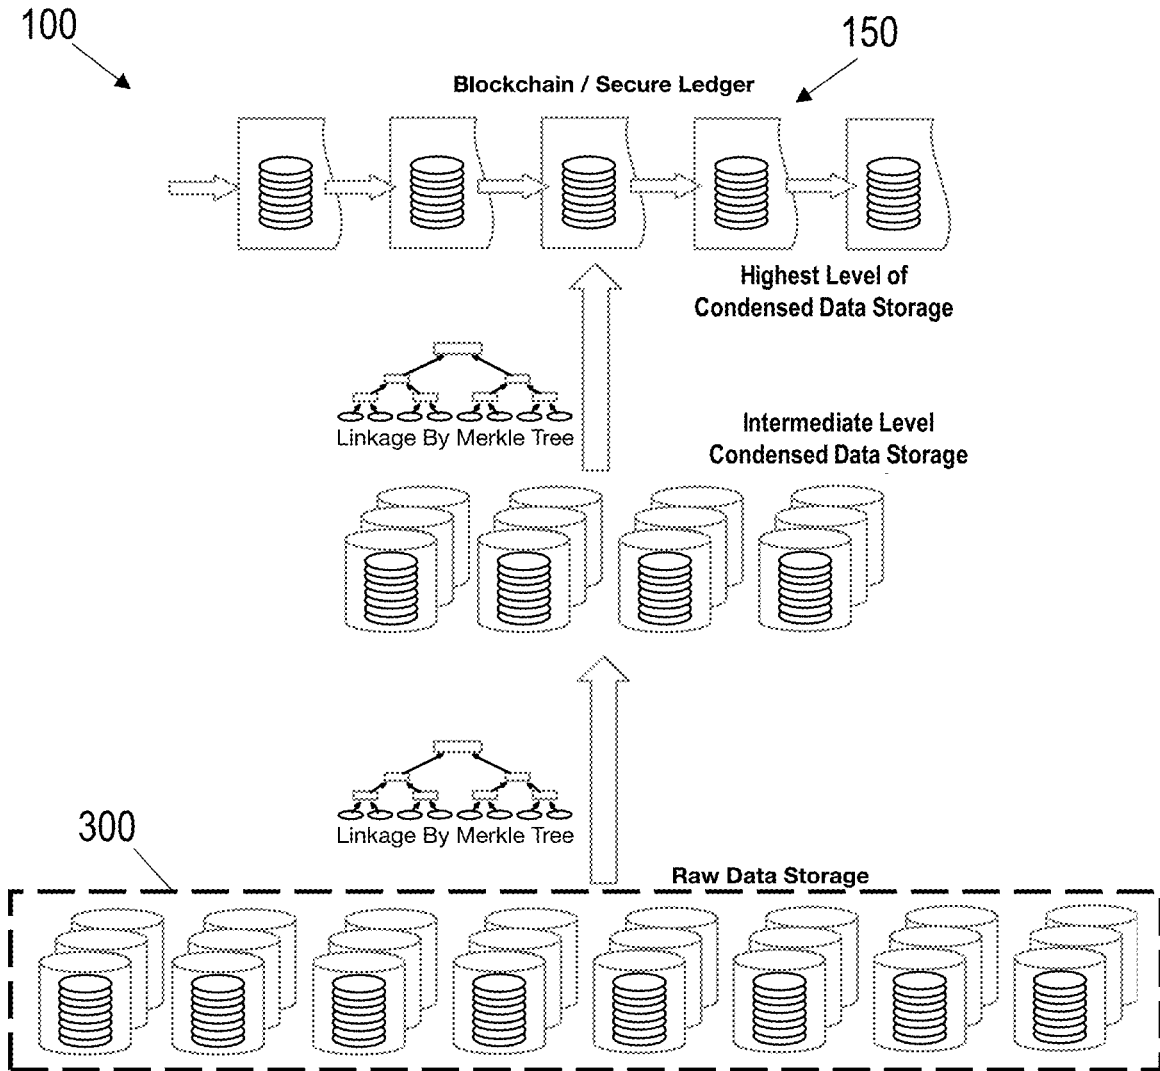 100
150
Blockchain / Secure Ledger
Highest Level of
Condensed Data Storage
Linkage By Merkle Tree
Intermediate Level
Condensed Data Storage
Linkage By Merkle Tree
300
Raw Data Storage